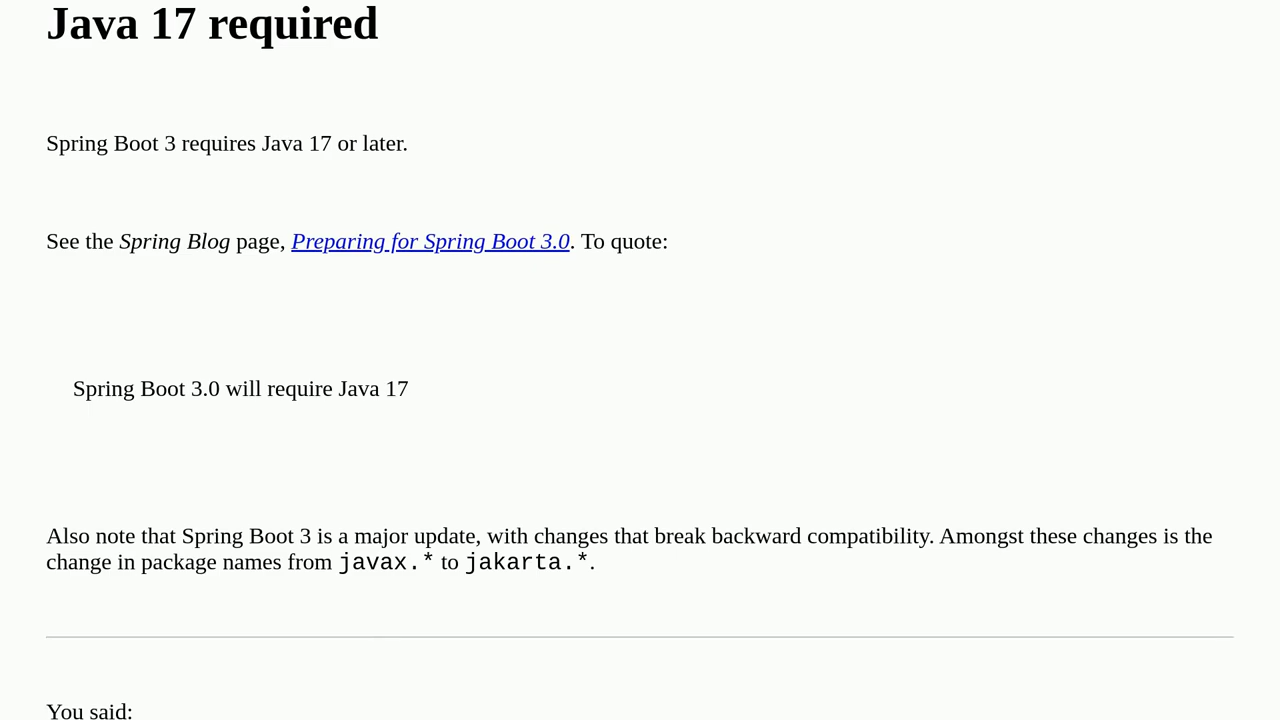 Java 17 required
Spring Boot 3 requires Java 17 or later.
See the Spring Blog page, Preparing for Spring Boot 3.0. To quote:
Spring Boot 3.0 will require Java 17
Also note that Spring Boot 3 is a major update, with changes that break backward compatibility. Amongst these changes is the
change in package names from javax.* to jakarta.*.
You said: